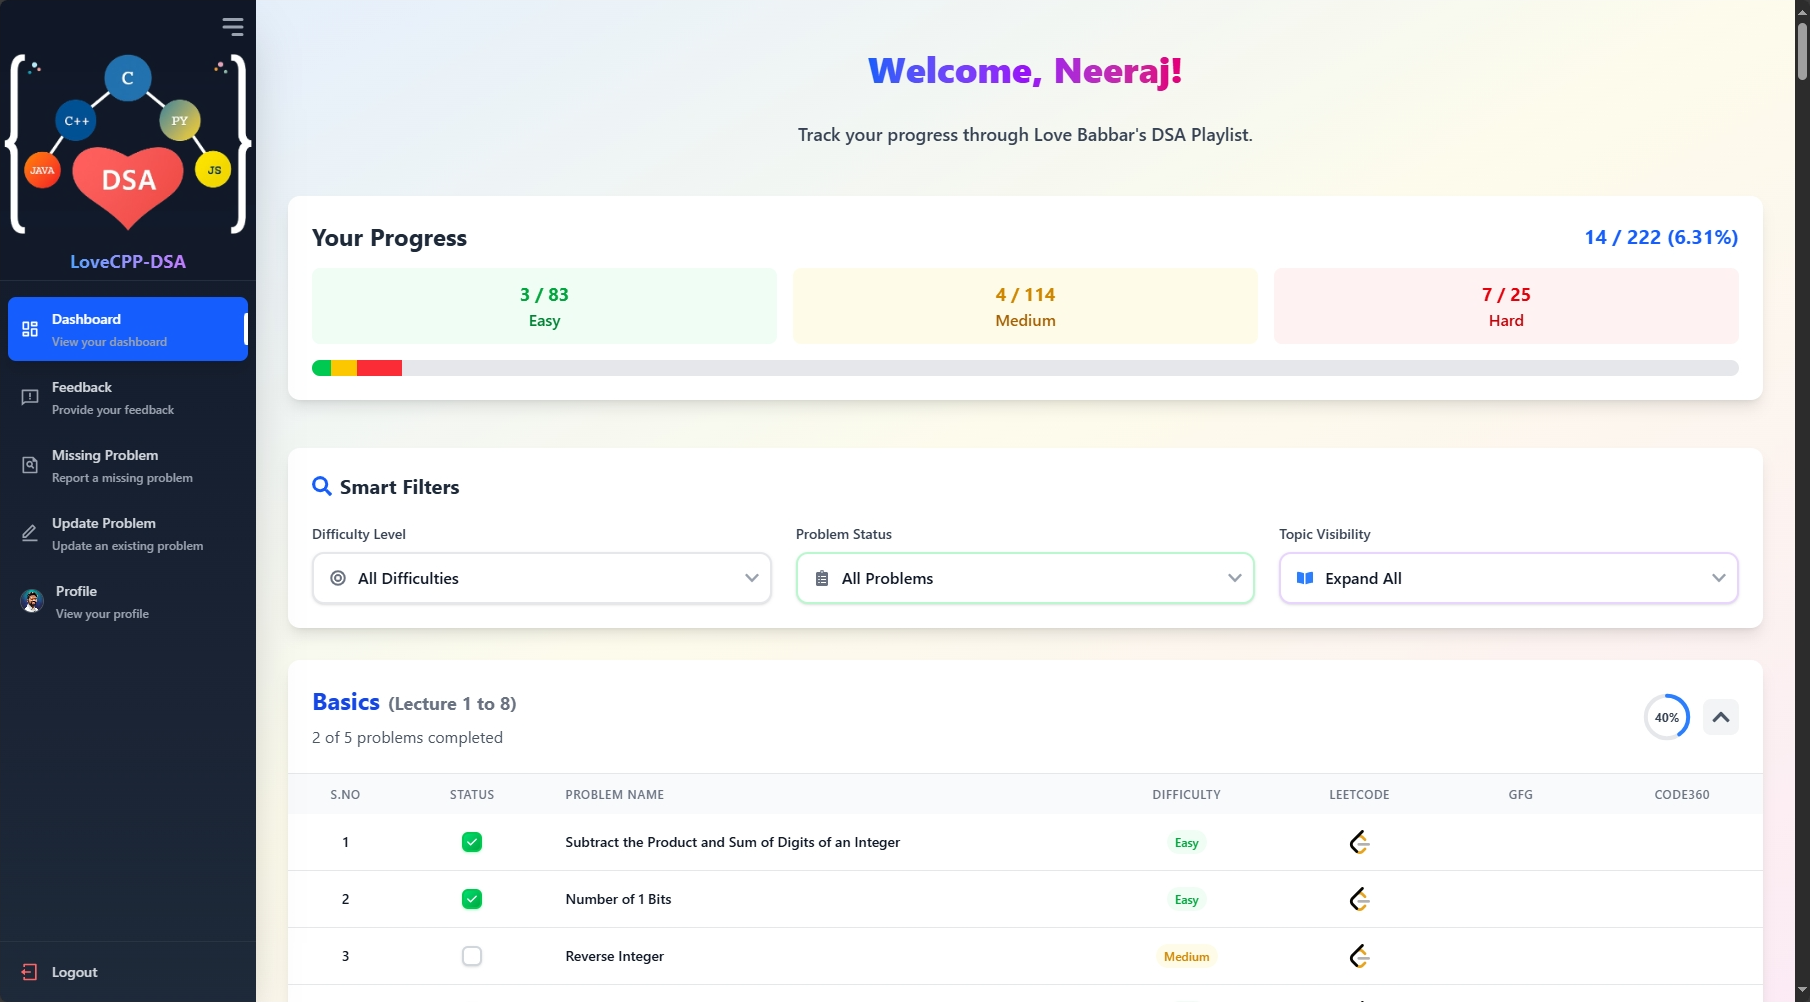 C
C++
PY
JAVA
DSA
JS
LoveCPP-DSA
Dashboard
View your dashboard
Feedback
Provide your feedback
Missing Problem
Report a missing problem
Update Problem
Update an existing problem
Profile
View your profile
Logout
Welcome, Neeraj!
Track your progress through Love Babbar's DSA Playlist.
Your Progress
14 / 222 (6.31%)
3 / 83
Easy
4 / 114
Medium
7 / 25
Hard
Smart Filters
Difficulty Level
All Difficulties
Problem Status
All Problems
Topic Visibility
Expand All
Basics (Lecture 1 to 8)
2 of 5 problems completed
40%
S.NO STATUS PROBLEM NAME DIFFICULTY LEETCODE GFG CODE360
1 Subtract the Product and Sum of Digits of an Integer Easy
2 Number of 1 Bits Easy
3 Reverse Integer Medium